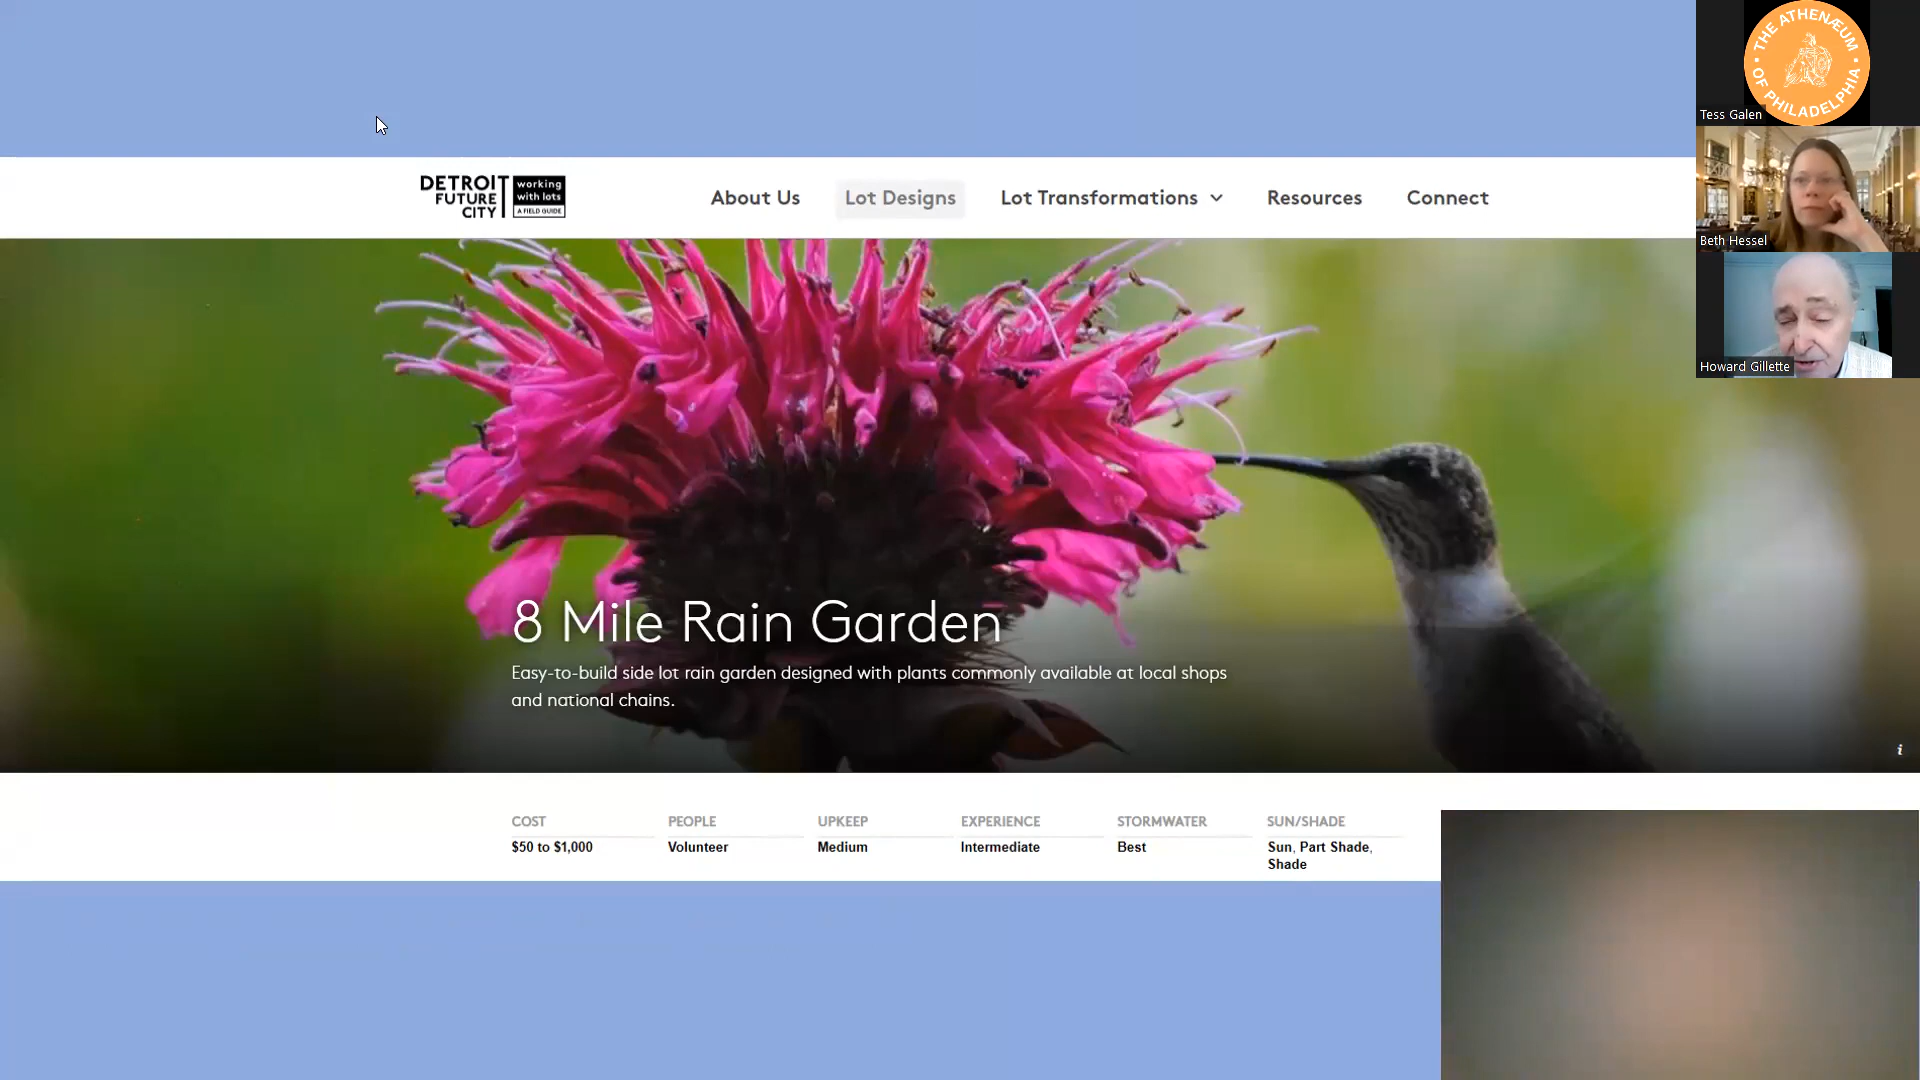 THE ATHENÆUM
OF PHILADELPHIA
Tess Galen
Beth Hessel
Howard Gillette
DETROIT
FUTURE
CITY
working
with lots
A FIELD GUIDE
About Us
Lot Designs
Lot Transformations
Resources
Connect
8 Mile Rain Garden
Easy-to-build side lot rain garden designed with plants commonly available at local shops
and national chains.
i
COST
$50 to $1,000
PEOPLE
Volunteer
UPKEEP
Medium
EXPERIENCE
Intermediate
STORMWATER
Best
SUN/SHADE
Sun, Part Shade,
Shade